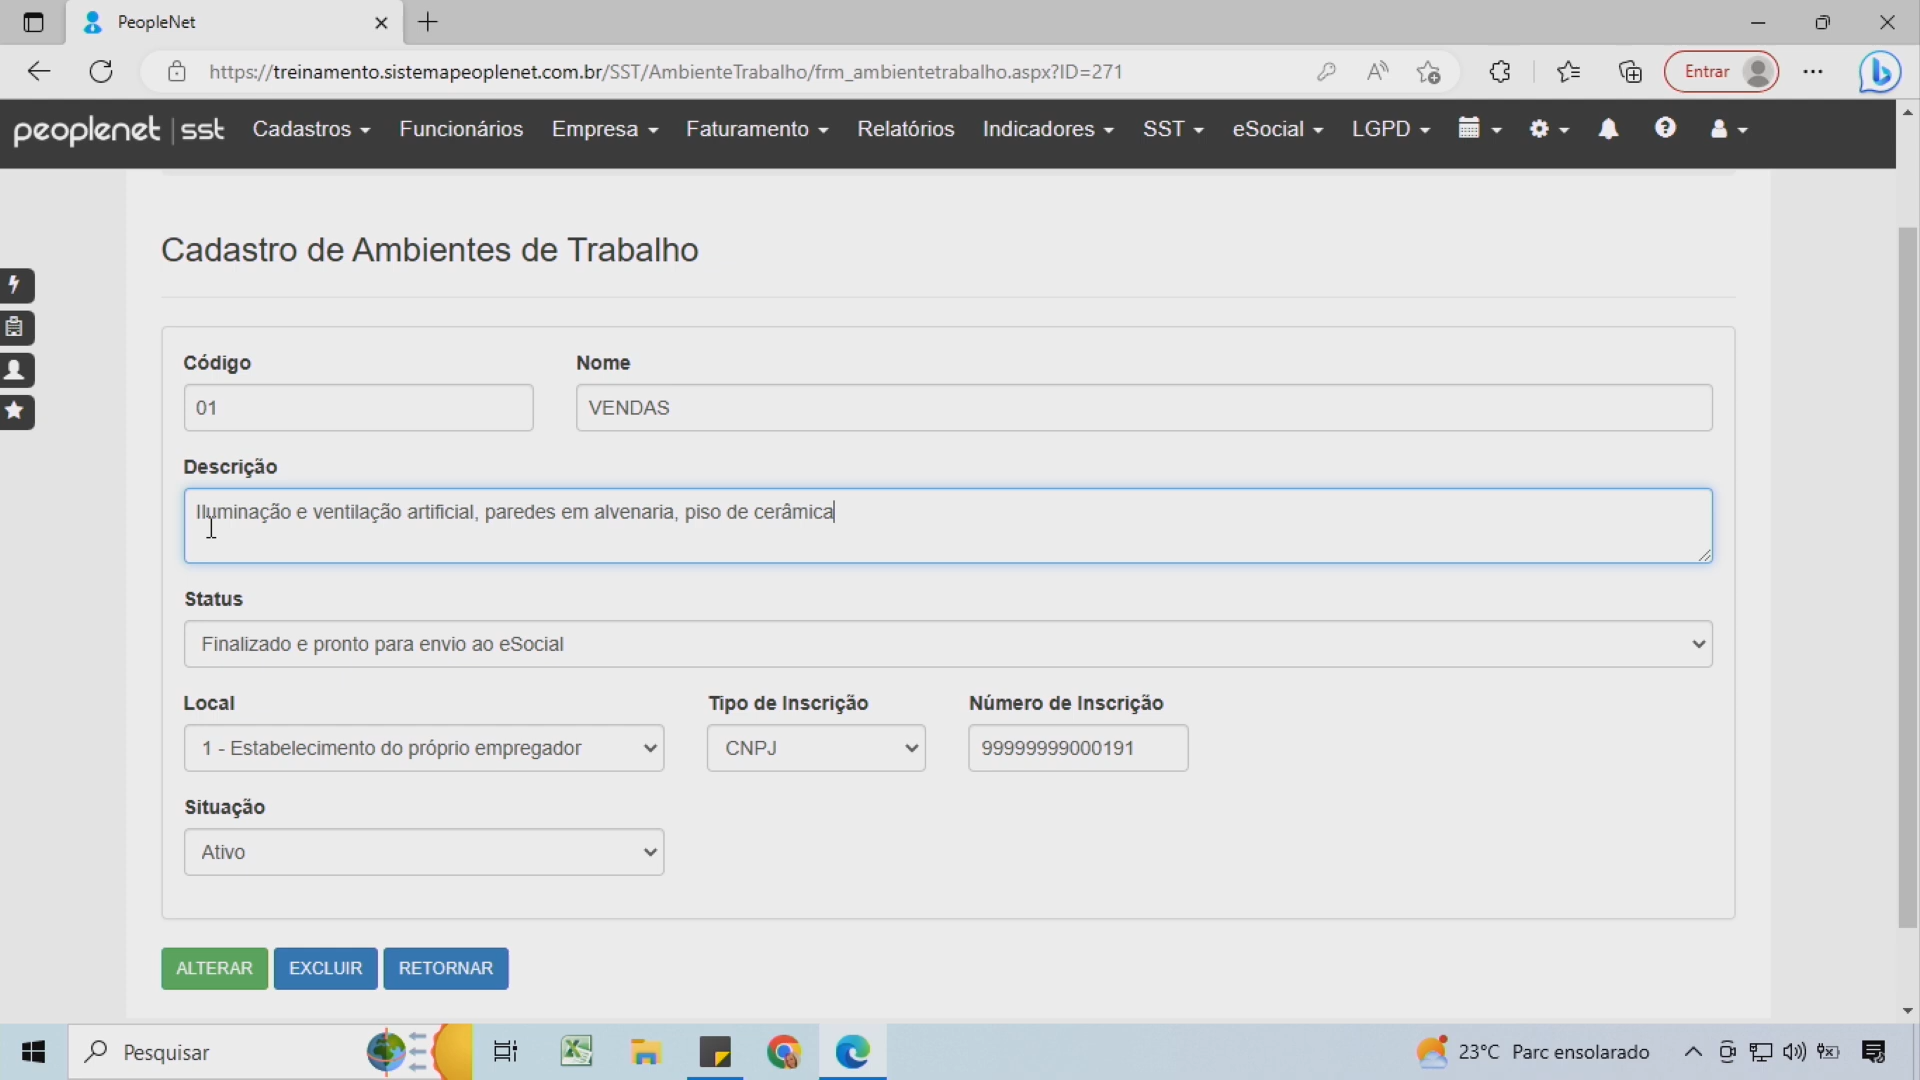 PeopleNet
https://treinamento.sistemapeoplenet.com.br/SST/AmbienteTrabalho/frm_ambientetrabalho.aspx?ID=271
Entrar
peoplenet | sst Cadastros Funcionários Empresa Faturamento Relatórios Indicadores SST eSocial LGPD
Cadastro de Ambientes de Trabalho
Código Nome
01 VENDAS
Descrição
Iluminação e ventilação artificial, paredes em alvenaria, piso de cerâmica
Status
Finalizado e pronto para envio ao eSocial
Local Tipo de Inscrição Número de Inscrição
1 - Estabelecimento do próprio empregador CNPJ 99999999000191
Situação
Ativo
ALTERAR EXCLUIR RETORNAR
Pesquisar 23°C Parc ensolarado